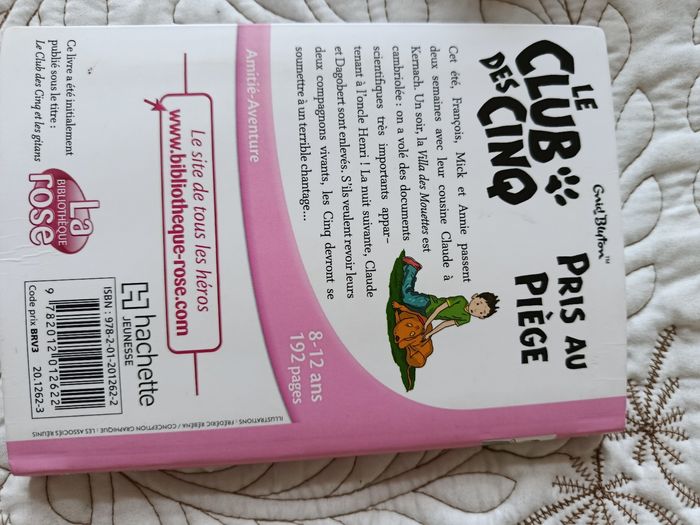 LE
CLUB
DES CINQ
Enid Blyton™
PRIS AU
PIÈGE
Cet été, François, Mick et Annie passent
deux semaines avec leur cousine Claude à
Kernach. Un soir, la Villa des Mouettes est
cambriolée : on a volé des documents
scientifiques très importants appar-
tenant à l'oncle Henri ! La nuit suivante, Claude
et Dagobert sont enlevés. S'ils veulent revoir leurs
deux compagnons vivants, les Cinq devront se
soumettre à un terrible chantage...
Amitié-Aventure
8-12 ans
192 pages
Le site de tous les héros
www.bibliotheque-rose.com
Ce livre a été initialement
publié sous le titre :
Le Club des Cinq et les gitans
La
BIBLIOTHÈQUE
rose
hachette
JEUNESSE
ISBN : 978-2-01-201262-2
9 782012 012622
Code prix BRV3
20.1262-3
ILLUSTRATIONS : FRÉDÉRIC RÉBÉNA / CONCEPTION GRAPHIQUE : LES ASSOCIÉS RÉUNIS